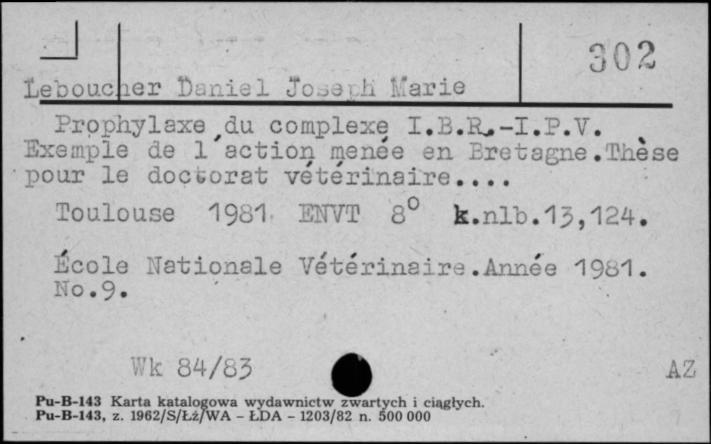 302
Leboucher Daniel Joseph Marie
Prophylaxe du complexe I.B.R.-I.P.V.
Exemple de l'action menée en Bretagne.Thèse
pour le doctorat vétérinaire....
Toulouse 1981 ENVT 8° k.nlb.13,124.
École Nationale Vétérinaire.Année 1981.
No.9.
Wk 84/83 AZ
Pu-B-143 Karta katalogowa wydawnictw zwartych i ciągłych.
Pu-B-143, z. 1962/S/Łż/WA - ŁDA - 1203/82 n. 500 000